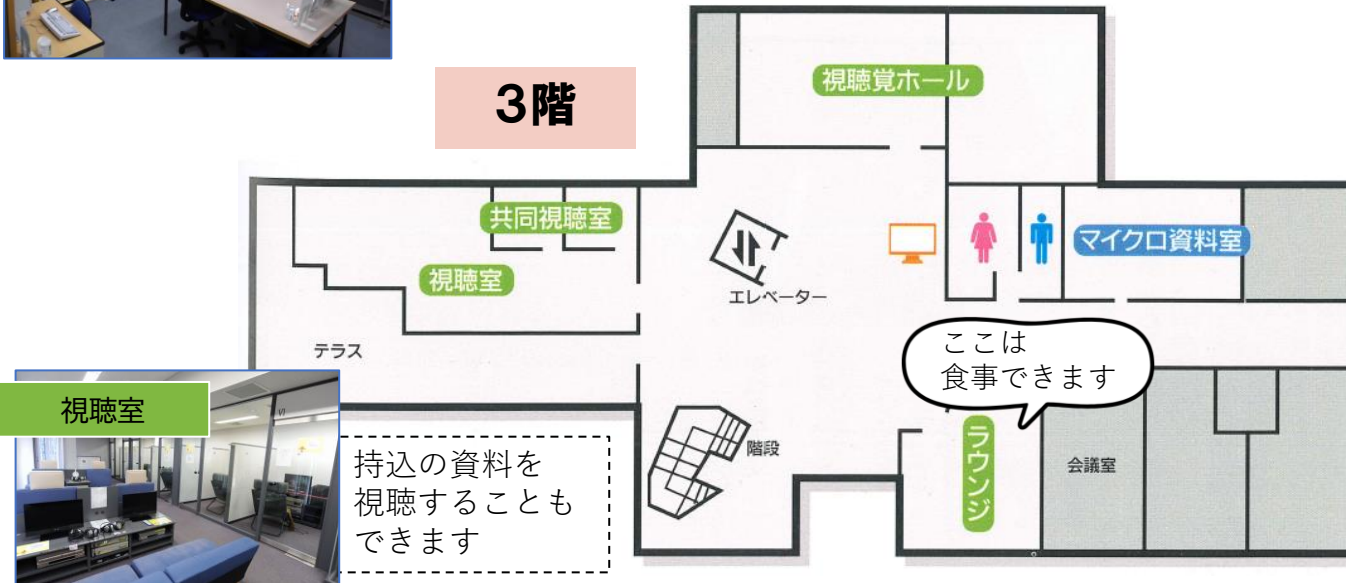 3階
視聴覚ホール
共同視聴室
マイクロ資料室
視聴室
エレベーター
テラス
ここは
食事できます
視聴室
階段
ラウンジ
会議室
持込の資料を
視聴することも
できます